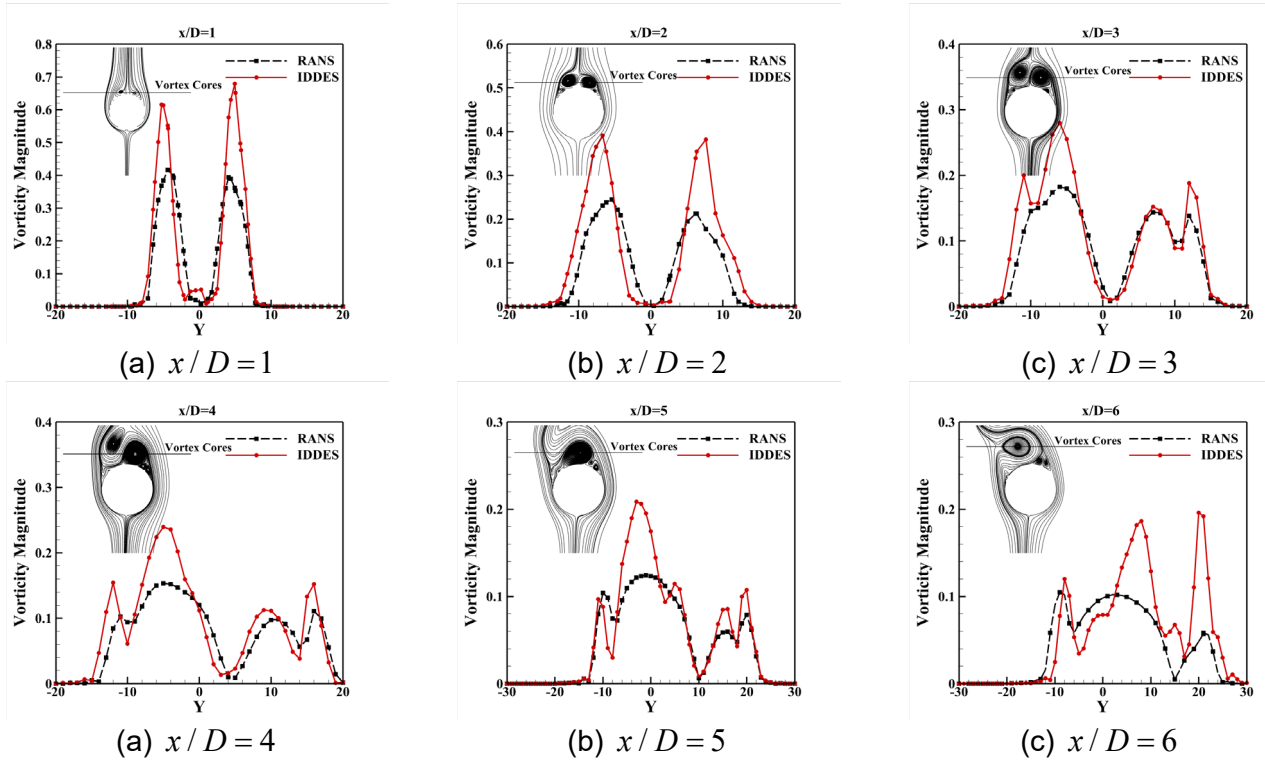 x/D=1
RANS
IDDES
Vortex Cores
Vorticity Magnitude
0.8
0.7
0.6
0.5
0.4
0.3
0.2
0.1
0
-20 -10 0 10 20
Y
(a) x / D = 1
x/D=2
RANS
IDDES
Vortex Cores
Vorticity Magnitude
0.6
0.5
0.4
0.3
0.2
0.1
0
-20 -10 0 10 20
Y
(b) x / D = 2
x/D=3
RANS
IDDES
Vortex Cores
Vorticity Magnitude
0.4
0.3
0.2
0.1
0
-20 -10 0 10 20
Y
(c) x / D = 3
x/D=4
RANS
IDDES
Vortex Cores
Vorticity Magnitude
0.4
0.3
0.2
0.1
0
-20 -10 0 10 20
Y
(a) x / D = 4
x/D=5
RANS
IDDES
Vortex Cores
Vorticity Magnitude
0.3
0.2
0.1
0
-30 -20 -10 0 10 20 30
Y
(b) x / D = 5
x/D=6
RANS
IDDES
Vortex Cores
Vorticity Magnitude
0.3
0.2
0.1
0
-30 -20 -10 0 10 20 30
Y
(c) x / D = 6